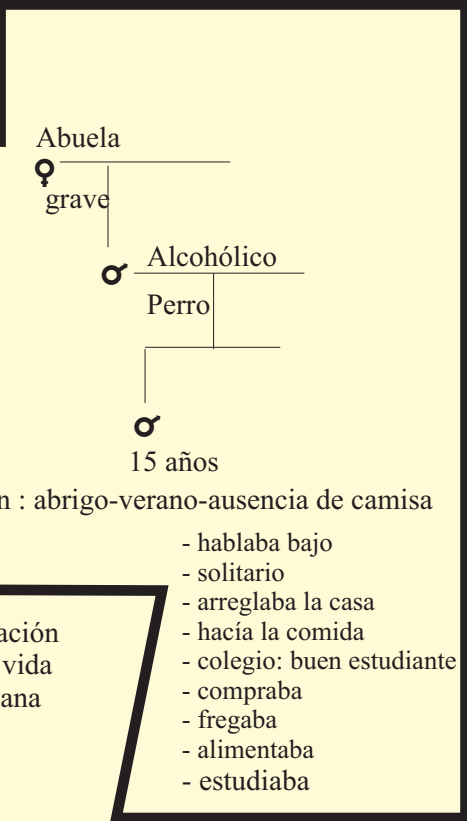 Abuela
grave
Alcohólico
Perro
15 años
n : abrigo-verano-ausencia de camisa
- hablaba bajo
- solitario
- arreglaba la casa
- hacía la comida
- colegio: buen estudiante
- compraba
- fregaba
- alimentaba
- estudiaba
ación
vida
ana